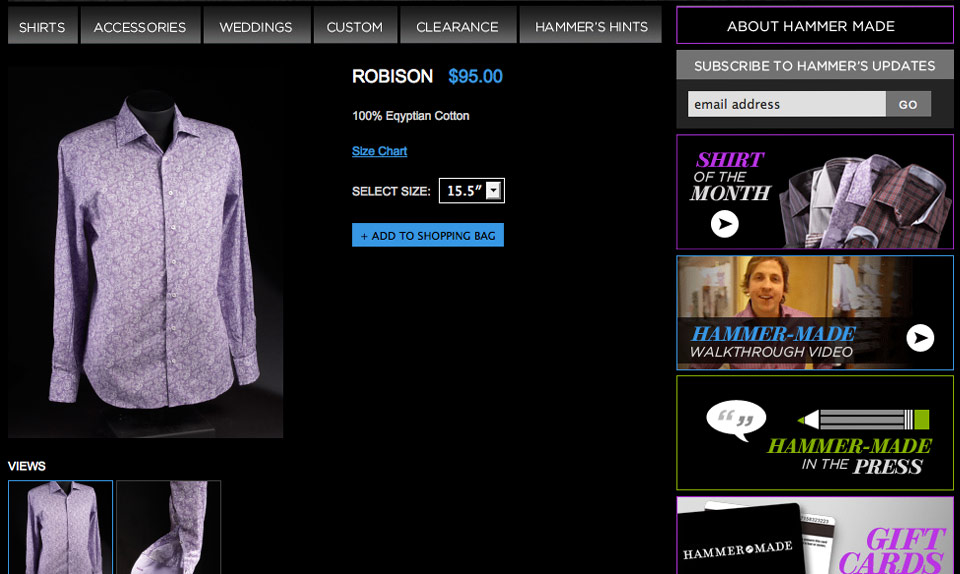 SHIRTS
ACCESSORIES
WEDDINGS
CUSTOM
CLEARANCE
HAMMER'S HINTS
ROBISON $95.00
100% Eqyptian Cotton
Size Chart
SELECT SIZE: 15.5"
+ ADD TO SHOPPING BAG
VIEWS
ABOUT HAMMER MADE
SUBSCRIBE TO HAMMER'S UPDATES
email address GO
SHIRT
OF THE
MONTH
HAMMER-MADE
WALKTHROUGH VIDEO
HAMMER-MADE
IN THE PRESS
HAMMER MADE
GIFT
CARDS